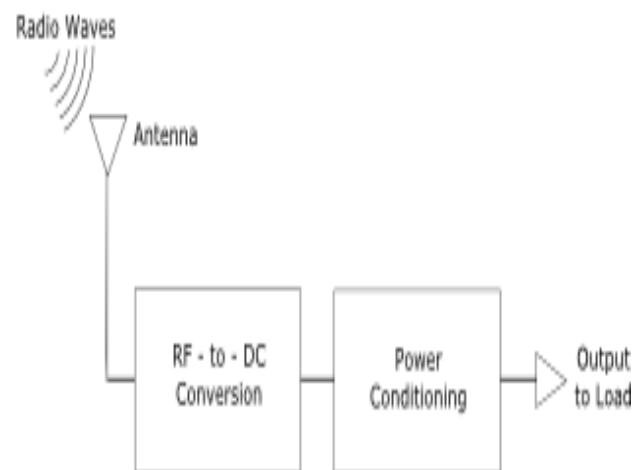 Radio Waves
Antenna
RF - to - DC
Conversion
Power
Conditioning
Output
to Load